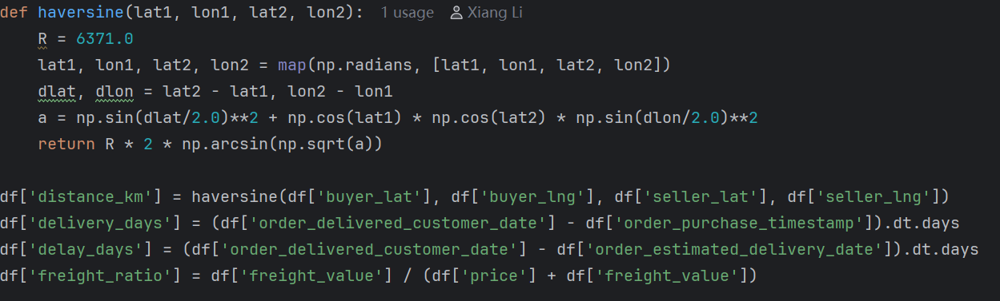 def haversine(lat1, lon1, lat2, lon2): 1 usage Xiang Li
    R = 6371.0
    lat1, lon1, lat2, lon2 = map(np.radians, [lat1, lon1, lat2, lon2])
    dlat, dlon = lat2 - lat1, lon2 - lon1
    a = np.sin(dlat/2.0)**2 + np.cos(lat1) * np.cos(lat2) * np.sin(dlon/2.0)**2
    return R * 2 * np.arcsin(np.sqrt(a))
df['distance_km'] = haversine(df['buyer_lat'], df['buyer_lng'], df['seller_lat'], df['seller_lng'])
df['delivery_days'] = (df['order_delivered_customer_date'] - df['order_purchase_timestamp']).dt.days
df['delay_days'] = (df['order_delivered_customer_date'] - df['order_estimated_delivery_date']).dt.days
df['freight_ratio'] = df['freight_value'] / (df['price'] + df['freight_value'])